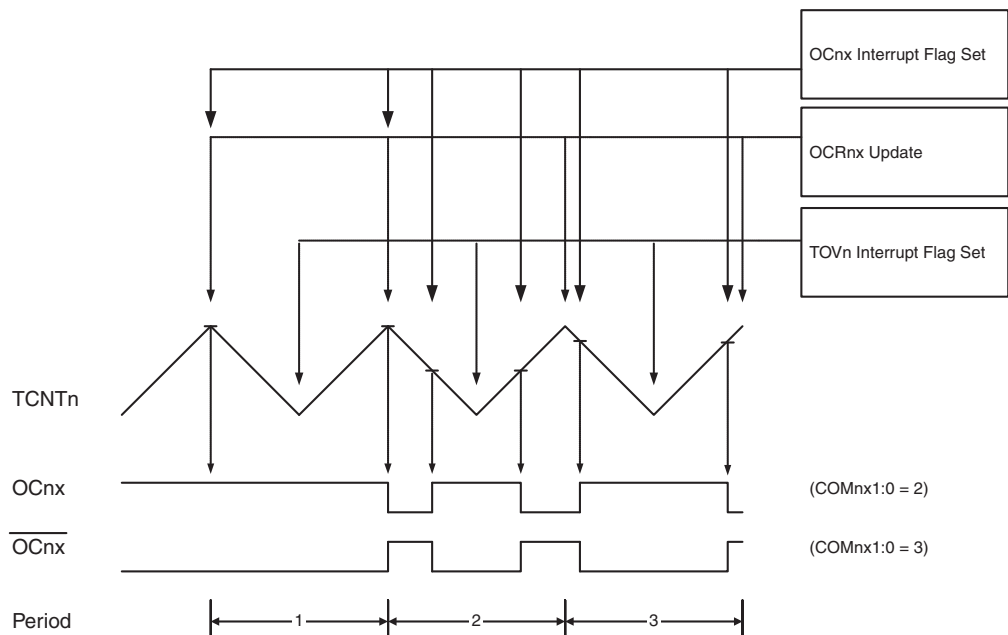 OCnx Interrupt Flag Set
OCRnx Update
TOVn Interrupt Flag Set
TCNTn
OCnx
(COMnx1:0 = 2)
OCnx
(COMnx1:0 = 3)
Period
1
2
3